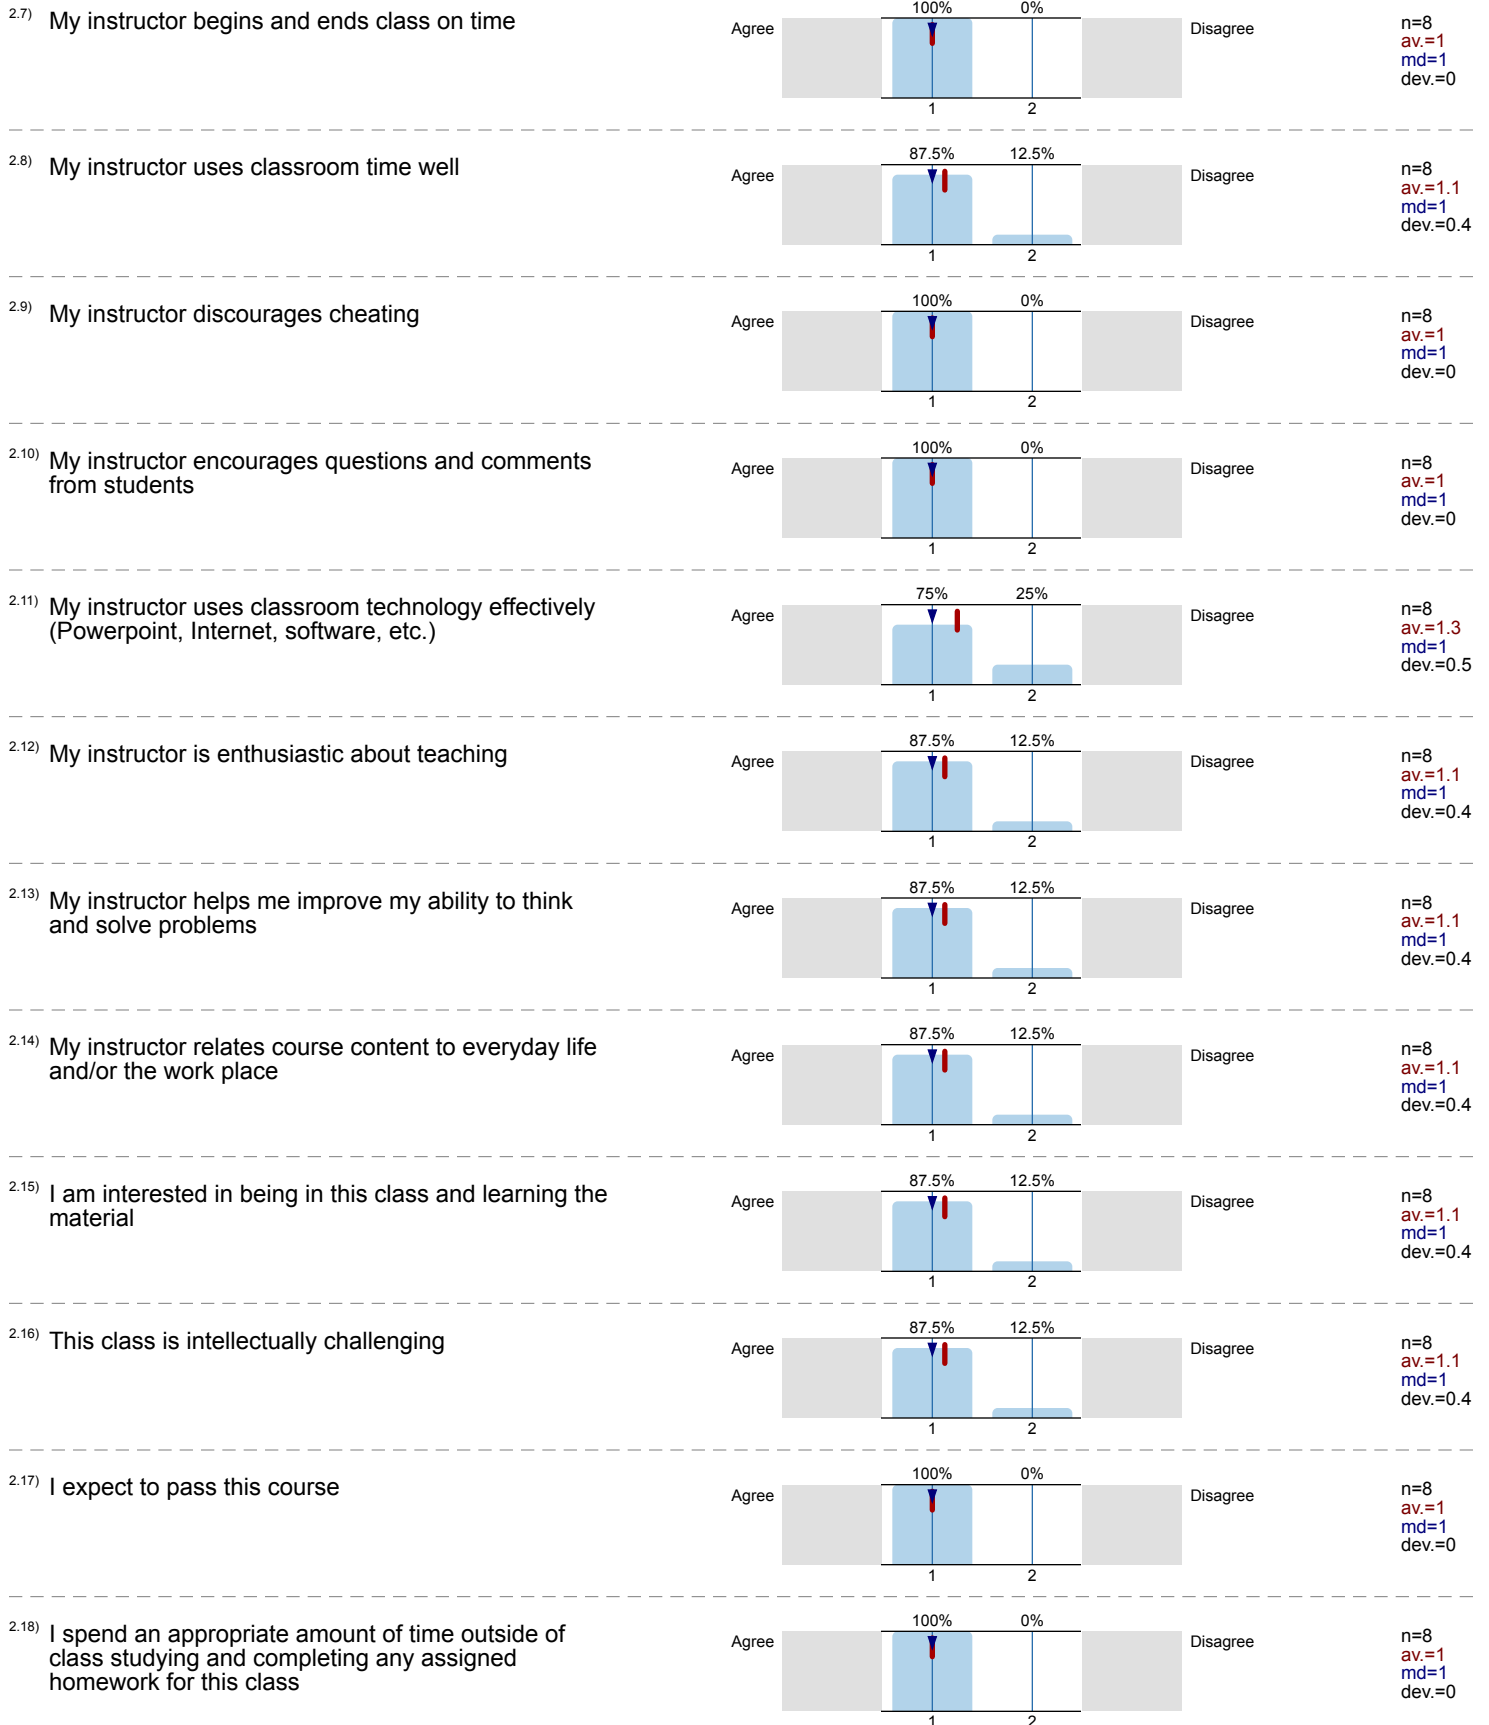 2.7) My instructor begins and ends class on time
100% 0%
Agree Disagree
n=8
av.=1
md=1
dev.=0
1 2
2.8) My instructor uses classroom time well
87.5% 12.5%
Agree Disagree
n=8
av.=1.1
md=1
dev.=0.4
1 2
2.9) My instructor discourages cheating
100% 0%
Agree Disagree
n=8
av.=1
md=1
dev.=0
1 2
2.10) My instructor encourages questions and comments
from students
100% 0%
Agree Disagree
n=8
av.=1
md=1
dev.=0
1 2
2.11) My instructor uses classroom technology effectively
(Powerpoint, Internet, software, etc.)
75% 25%
Agree Disagree
n=8
av.=1.3
md=1
dev.=0.5
1 2
2.12) My instructor is enthusiastic about teaching
87.5% 12.5%
Agree Disagree
n=8
av.=1.1
md=1
dev.=0.4
1 2
2.13) My instructor helps me improve my ability to think
and solve problems
87.5% 12.5%
Agree Disagree
n=8
av.=1.1
md=1
dev.=0.4
1 2
2.14) My instructor relates course content to everyday life
and/or the work place
87.5% 12.5%
Agree Disagree
n=8
av.=1.1
md=1
dev.=0.4
1 2
2.15) I am interested in being in this class and learning the
material
87.5% 12.5%
Agree Disagree
n=8
av.=1.1
md=1
dev.=0.4
1 2
2.16) This class is intellectually challenging
87.5% 12.5%
Agree Disagree
n=8
av.=1.1
md=1
dev.=0.4
1 2
2.17) I expect to pass this course
100% 0%
Agree Disagree
n=8
av.=1
md=1
dev.=0
1 2
2.18) I spend an appropriate amount of time outside of
class studying and completing any assigned
homework for this class
100% 0%
Agree Disagree
n=8
av.=1
md=1
dev.=0
1 2